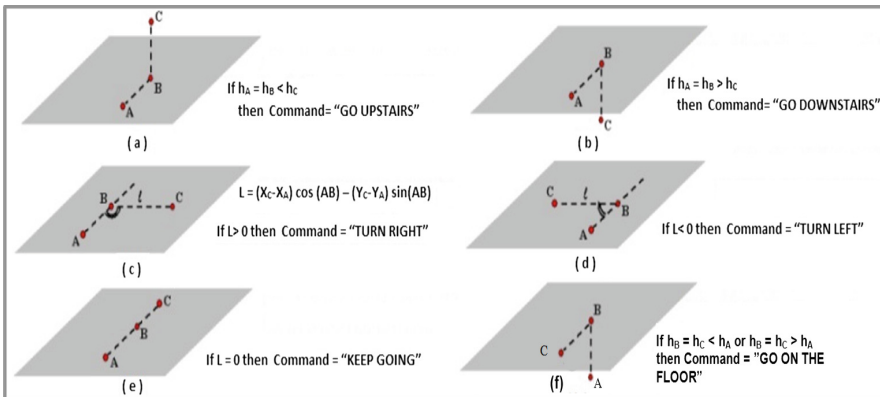 C
B
A
If hA = hB < hC
then Command= "GO UPSTAIRS"
(a)
B
A
C
If hA = hB > hC
then Command= "GO DOWNSTAIRS"
(b)
B
l
C
A
L = (XC-XA) cos (AB) – (YC-YA) sin(AB)
If L> 0 then Command = "TURN RIGHT"
(c)
C
l
B
A
If L< 0 then Command = "TURN LEFT"
(d)
C
B
A
If L = 0 then Command = "KEEP GOING"
(e)
B
C
A
If hB = hC < hA or hB = hC > hA
then Command = "GO ON THE
FLOOR"
(f)